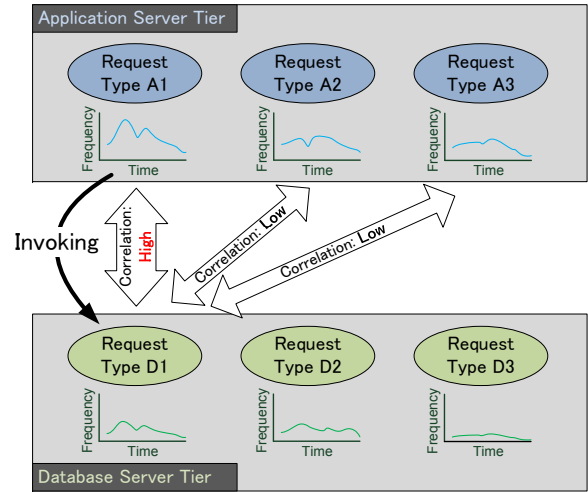 Application Server Tier
Request
Type A1
Request
Type A2
Request
Type A3
Frequency
Time
Frequency
Time
Frequency
Time
Invoking
Correlation:
High
Correlation: Low
Correlation: Low
Request
Type D1
Request
Type D2
Request
Type D3
Frequency
Time
Frequency
Time
Frequency
Time
Database Server Tier